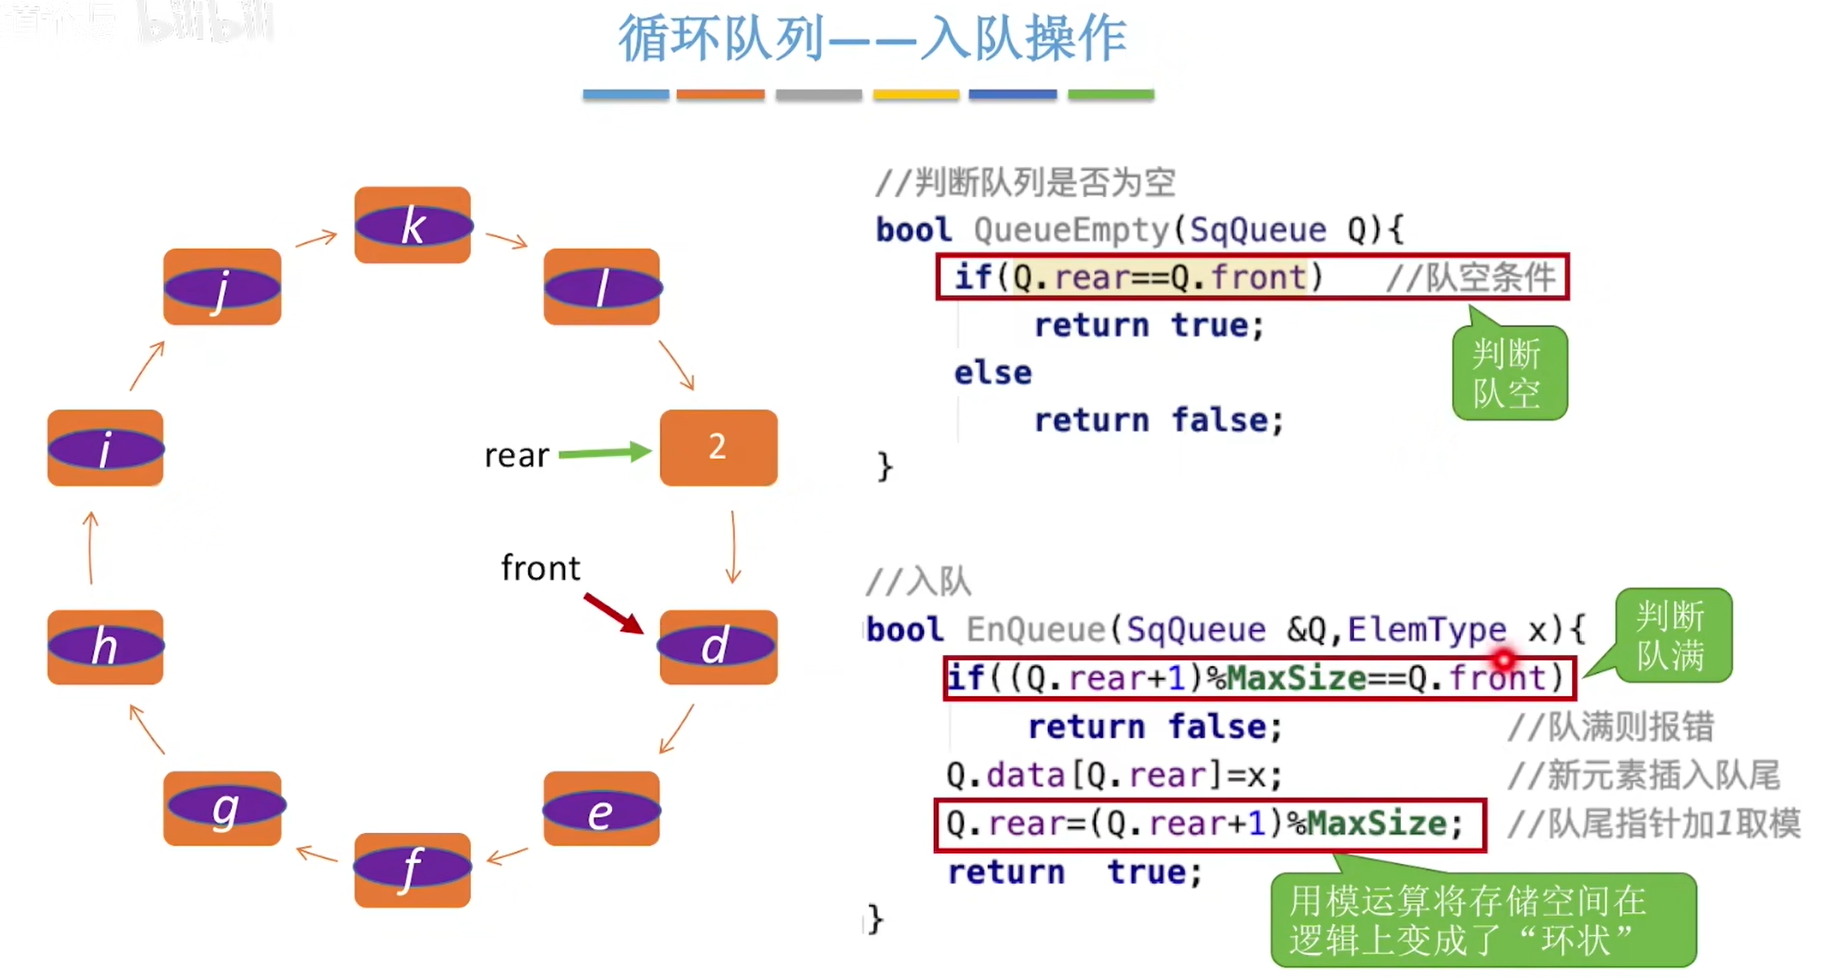 bilibili
循环队列——入队操作
k
j
l
i
rear
2
front
h
d
g
e
f
//判断队列是否为空
bool QueueEmpty(SqQueue Q){
if(Q.rear==Q.front) //队空条件
return true;
else
return false;
}
判断
队空
//入队
bool EnQueue(SqQueue &Q,ElemType x){
if((Q.rear+1)%MaxSize==Q.front)
return false; //队满则报错
Q.data[Q.rear]=x; //新元素插入队尾
Q.rear=(Q.rear+1)%MaxSize; //队尾指针加1取模
return true;
}
判断
队满
用模运算将存储空间在
逻辑上变成了“环状”